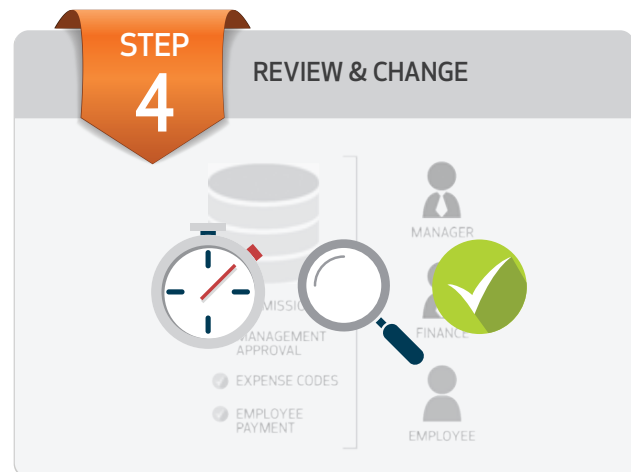 STEP
4
REVIEW & CHANGE
MANAGER
FINANCE
MANAGEMENT
APPROVAL
EXPENSE CODES
EMPLOYEE
PAYMENT
EMPLOYEE